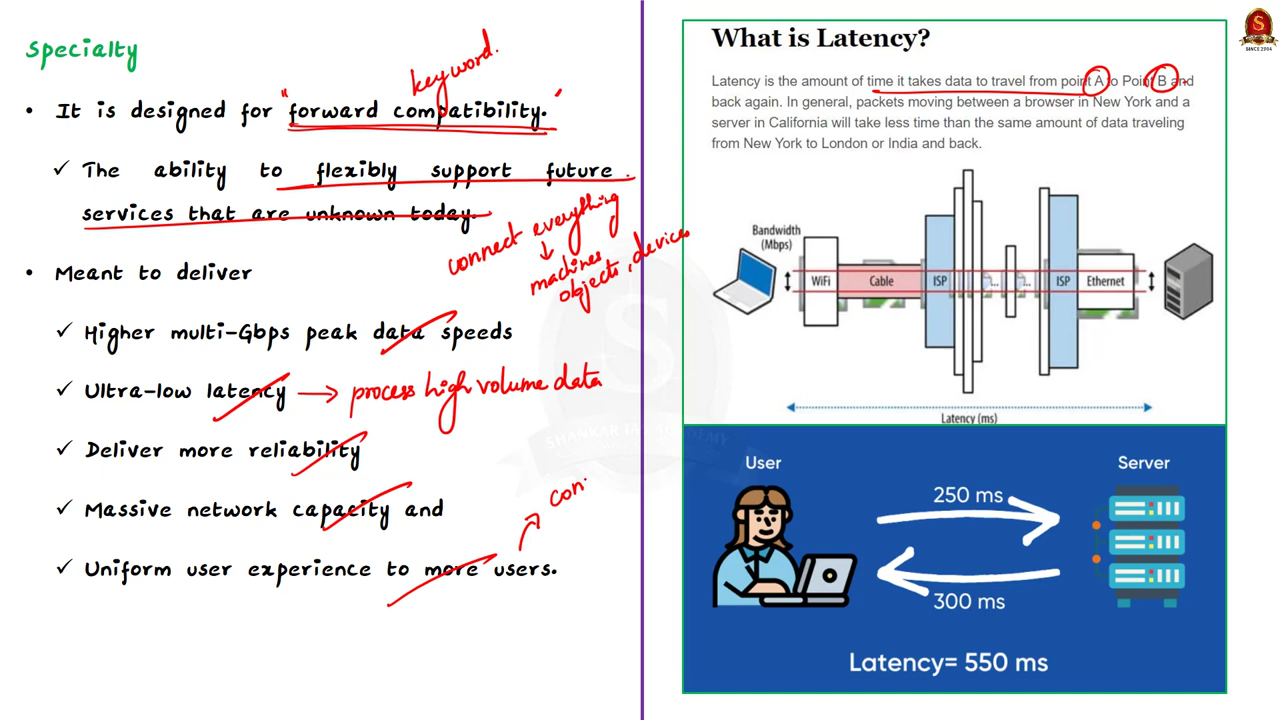 Specialty
keyword.
• It is designed for "forward compatibility."
✓ The ability to flexibly support future
services that are unknown today.
connect everything
↓
machines
objects, devices
• Meant to deliver
✓ Higher multi-Gbps peak data speeds
✓ Ultra-low latency → process high volume data
✓ Deliver more reliability
con
✓ Massive network capacity and
✓ Uniform user experience to more users.
What is Latency?
Latency is the amount of time it takes data to travel from point A to Point B and
back again. In general, packets moving between a browser in New York and a
server in California will take less time than the same amount of data traveling
from New York to London or India and back.
Bandwidth
(Mbps)
WiFi Cable ISP ... ... ISP Ethernet
Latency (ms)
User Server
250 ms
300 ms
Latency= 550 ms
S
SINCE 2004
S
SHANKAR IAS ACADEMY